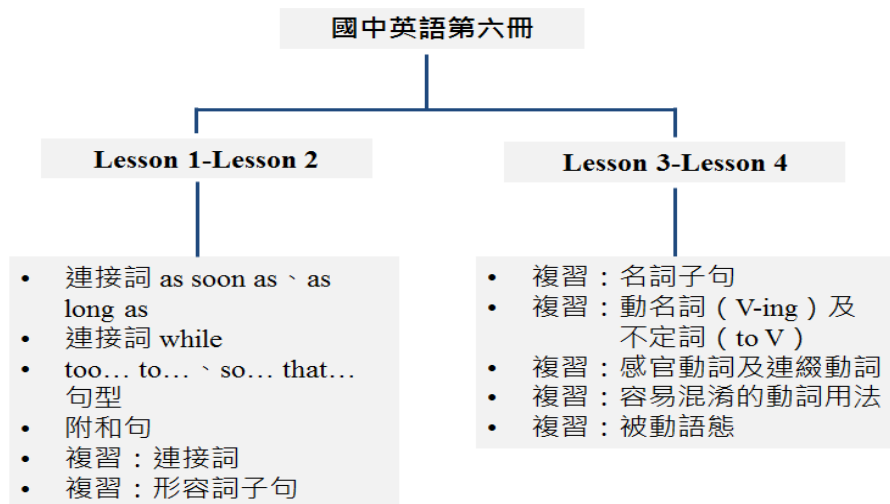 國中英語第六冊
Lesson 1-Lesson 2
• 連接詞 as soon as、as
long as
• 連接詞 while
• too… to…、so… that…
句型
• 附和句
• 複習：連接詞
• 複習：形容詞子句
Lesson 3-Lesson 4
• 複習：名詞子句
• 複習：動名詞（V-ing）及
不定詞（to V）
• 複習：感官動詞及連綴動詞
• 複習：容易混淆的動詞用法
• 複習：被動語態